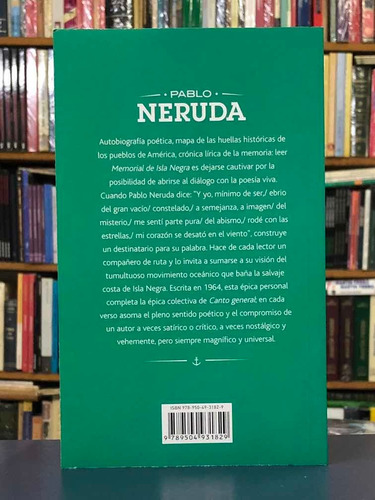 PABLO
NERUDA
Autobiografía poética, mapa de las huellas históricas de
los pueblos de América, crónica lírica de la memoria: leer
Memorial de Isla Negra es dejarse cautivar por la
posibilidad de abrirse al diálogo con la poesía viva.
Cuando Pablo Neruda dice: "Y yo, mínimo de ser,/ ebrio
del gran vacío/ constelado,/ a semejanza, a imagen/ del
misterio,/ me sentí parte pura/ del abismo,/ rodé con las
estrellas,/ mi corazón se desató en el viento", construye
un destinatario para su palabra. Hace de cada lector un
compañero de ruta y lo invita a sumarse a su visión del
tumultuoso movimiento oceánico que baña la salvaje
costa de Isla Negra. Escrita en 1964, esta épica personal
completa la épica colectiva de Canto general; en cada
verso asoma el pleno sentido poético y el compromiso de
un autor a veces satírico o crítico, a veces nostálgico y
vehemente, pero siempre magnífico y universal.
ISBN 978-950-49-3182-9
9 789504 931829